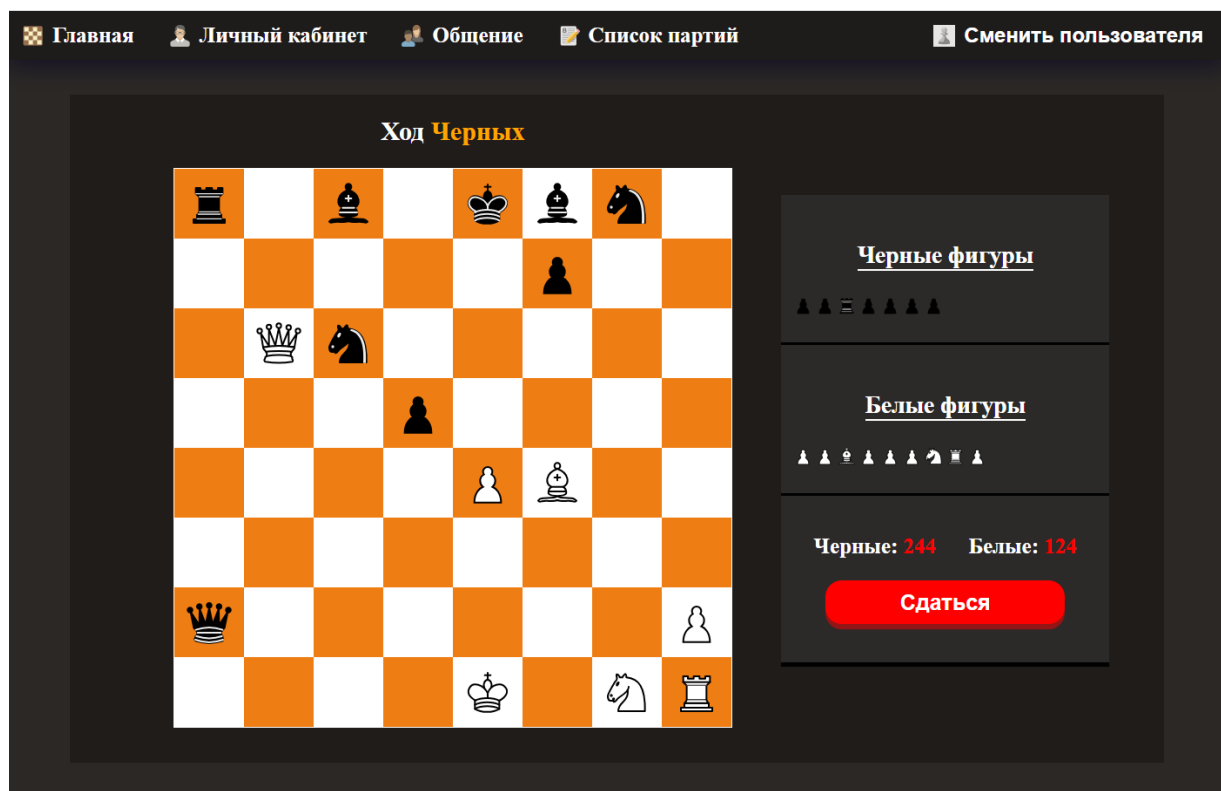 Главная Личный кабинет Общение Список партий Сменить пользователя
Ход Черных
Черные фигуры
Белые фигуры
Черные: 244 Белые: 124
Сдаться